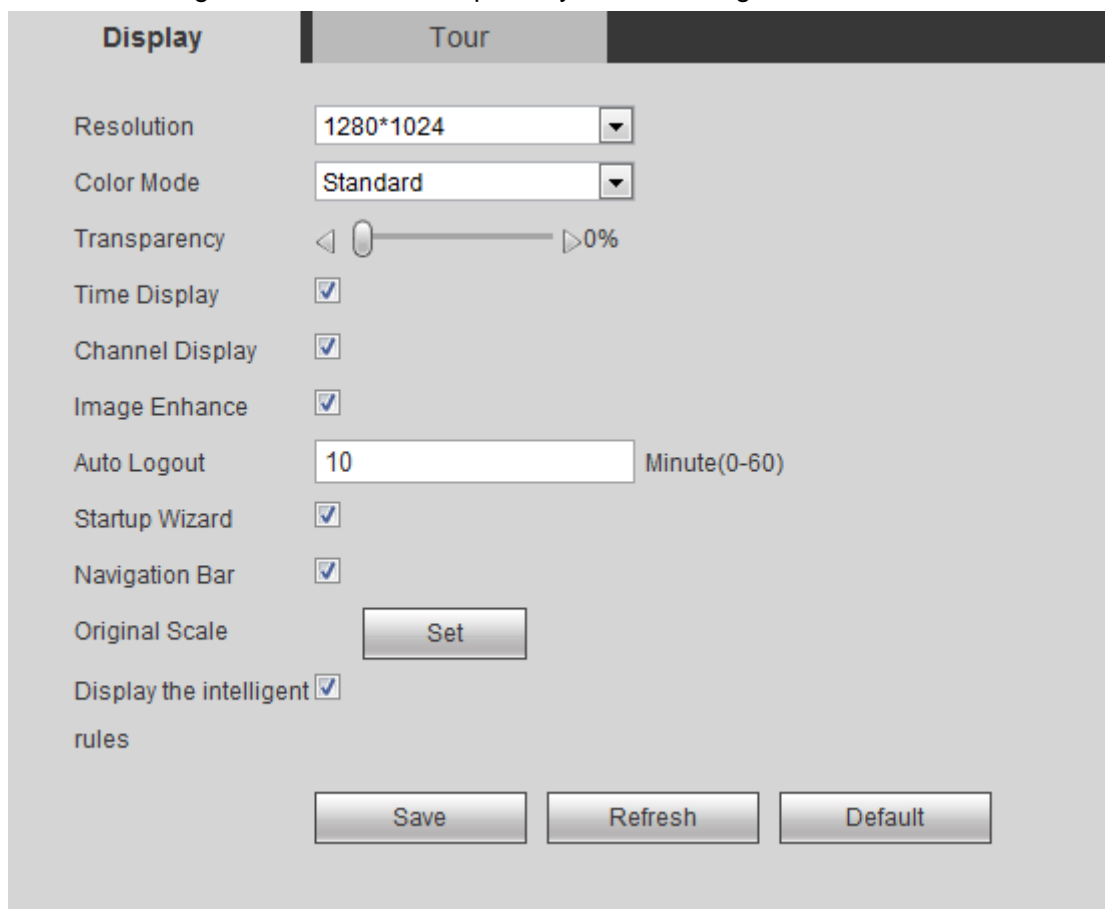 Display Tour
Resolution 1280*1024
Color Mode Standard
Transparency 0%
Time Display
Channel Display
Image Enhance
Auto Logout 10 Minute(0-60)
Startup Wizard
Navigation Bar
Original Scale Set
Display the intelligent
rules
Save Refresh Default